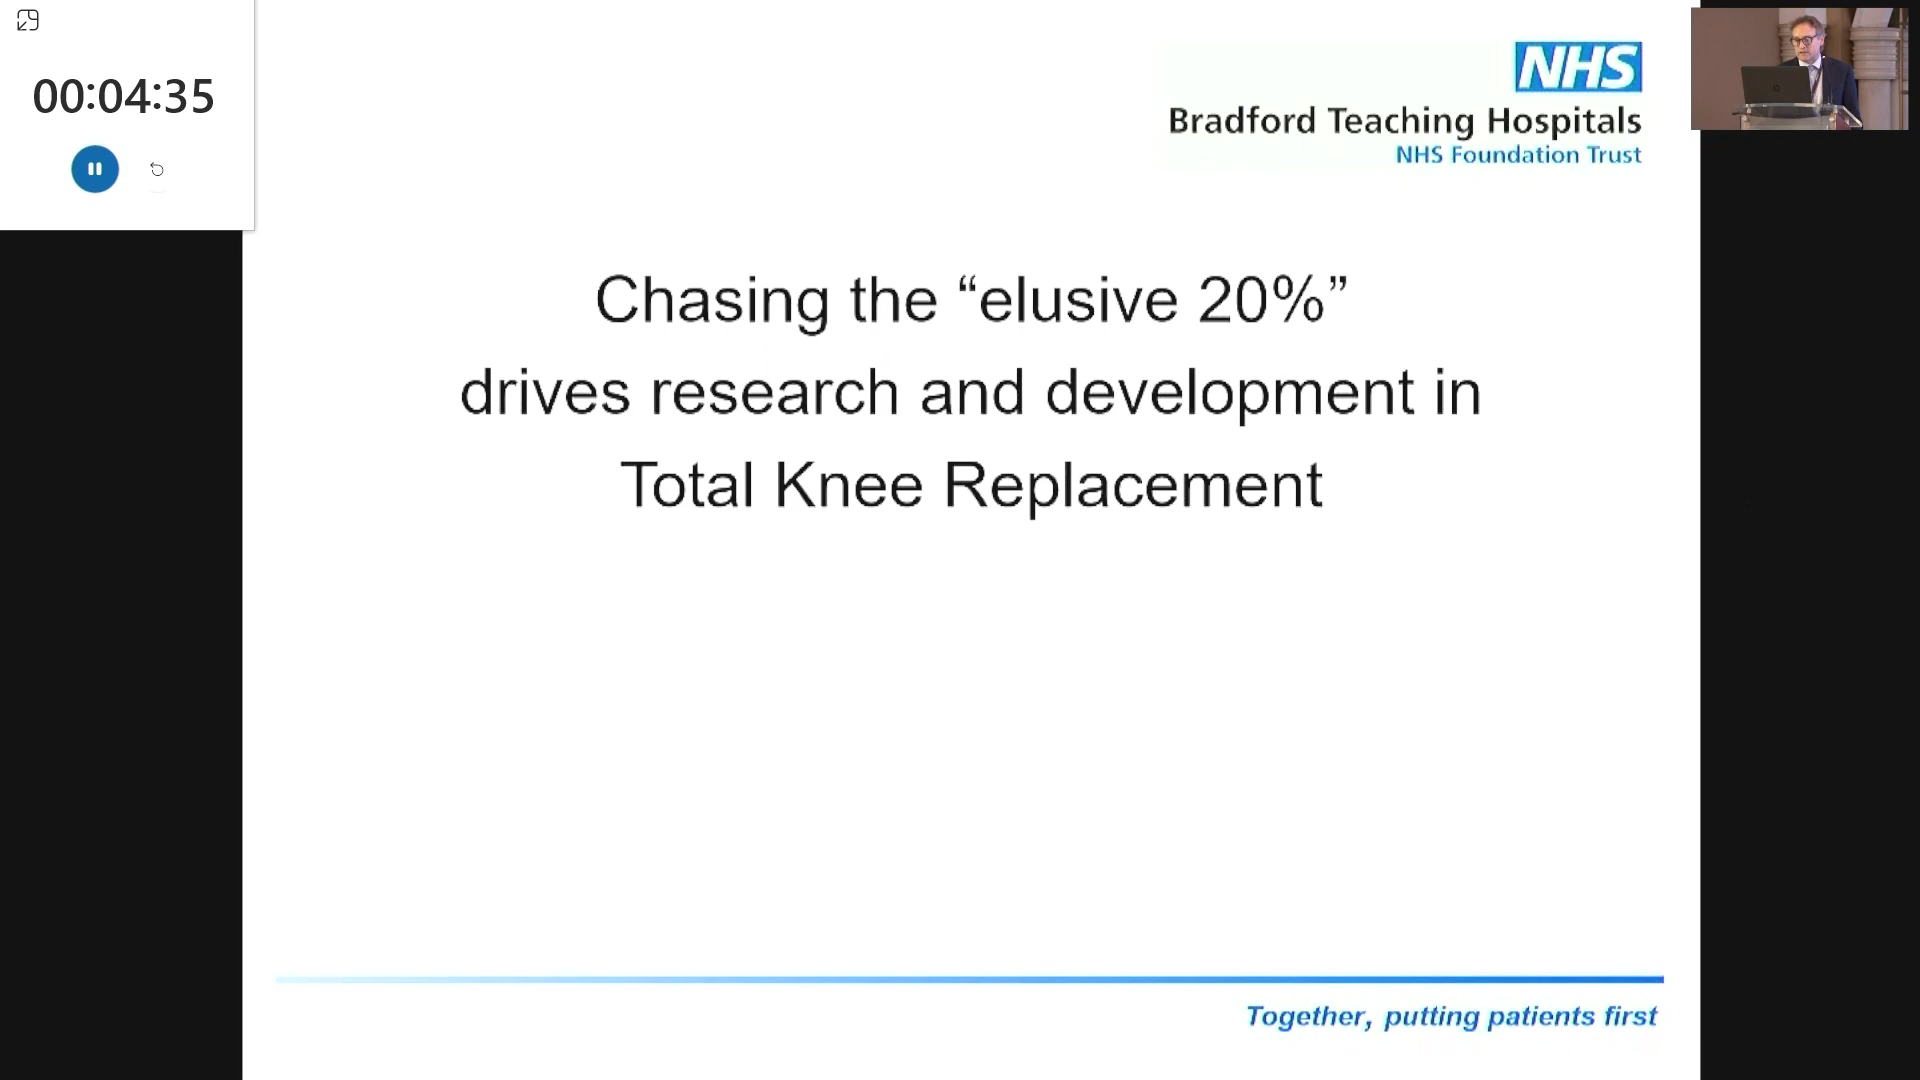 00:04:35
NHS
Bradford Teaching Hospitals
NHS Foundation Trust
Chasing the “elusive 20%”
drives research and development in
Total Knee Replacement
Together, putting patients first